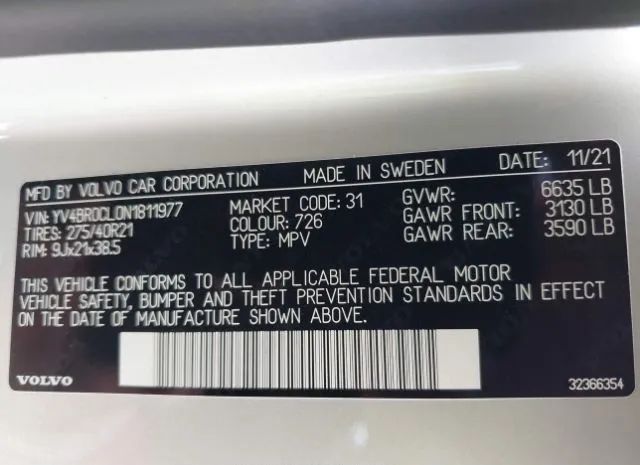 MFD BY VOLVO CAR CORPORATION MADE IN SWEDEN DATE: 11/21
VIN: YV4BR0CL0N1811977 MARKET CODE: 31 GVWR: 6635 LB
TIRES: 275/40R21 COLOUR: 726 GAWR FRONT: 3130 LB
RIM: 9Jx21x38.5 TYPE: MPV GAWR REAR: 3590 LB
THIS VEHICLE CONFORMS TO ALL APPLICABLE FEDERAL MOTOR
VEHICLE SAFETY, BUMPER AND THEFT PREVENTION STANDARDS IN EFFECT
ON THE DATE OF MANUFACTURE SHOWN ABOVE.
VOLVO 32366354